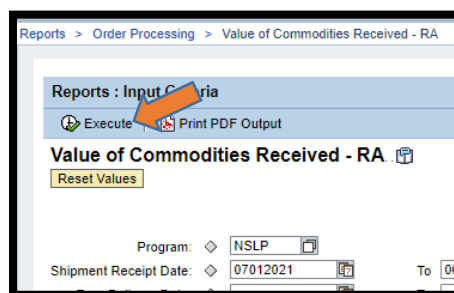 Reports > Order Processing > Value of Commodities Received - RA
Reports : Input Criteria
Execute Print PDF Output
Value of Commodities Received - RA
Reset Values
Program: NSLP
Shipment Receipt Date: 07012021 To